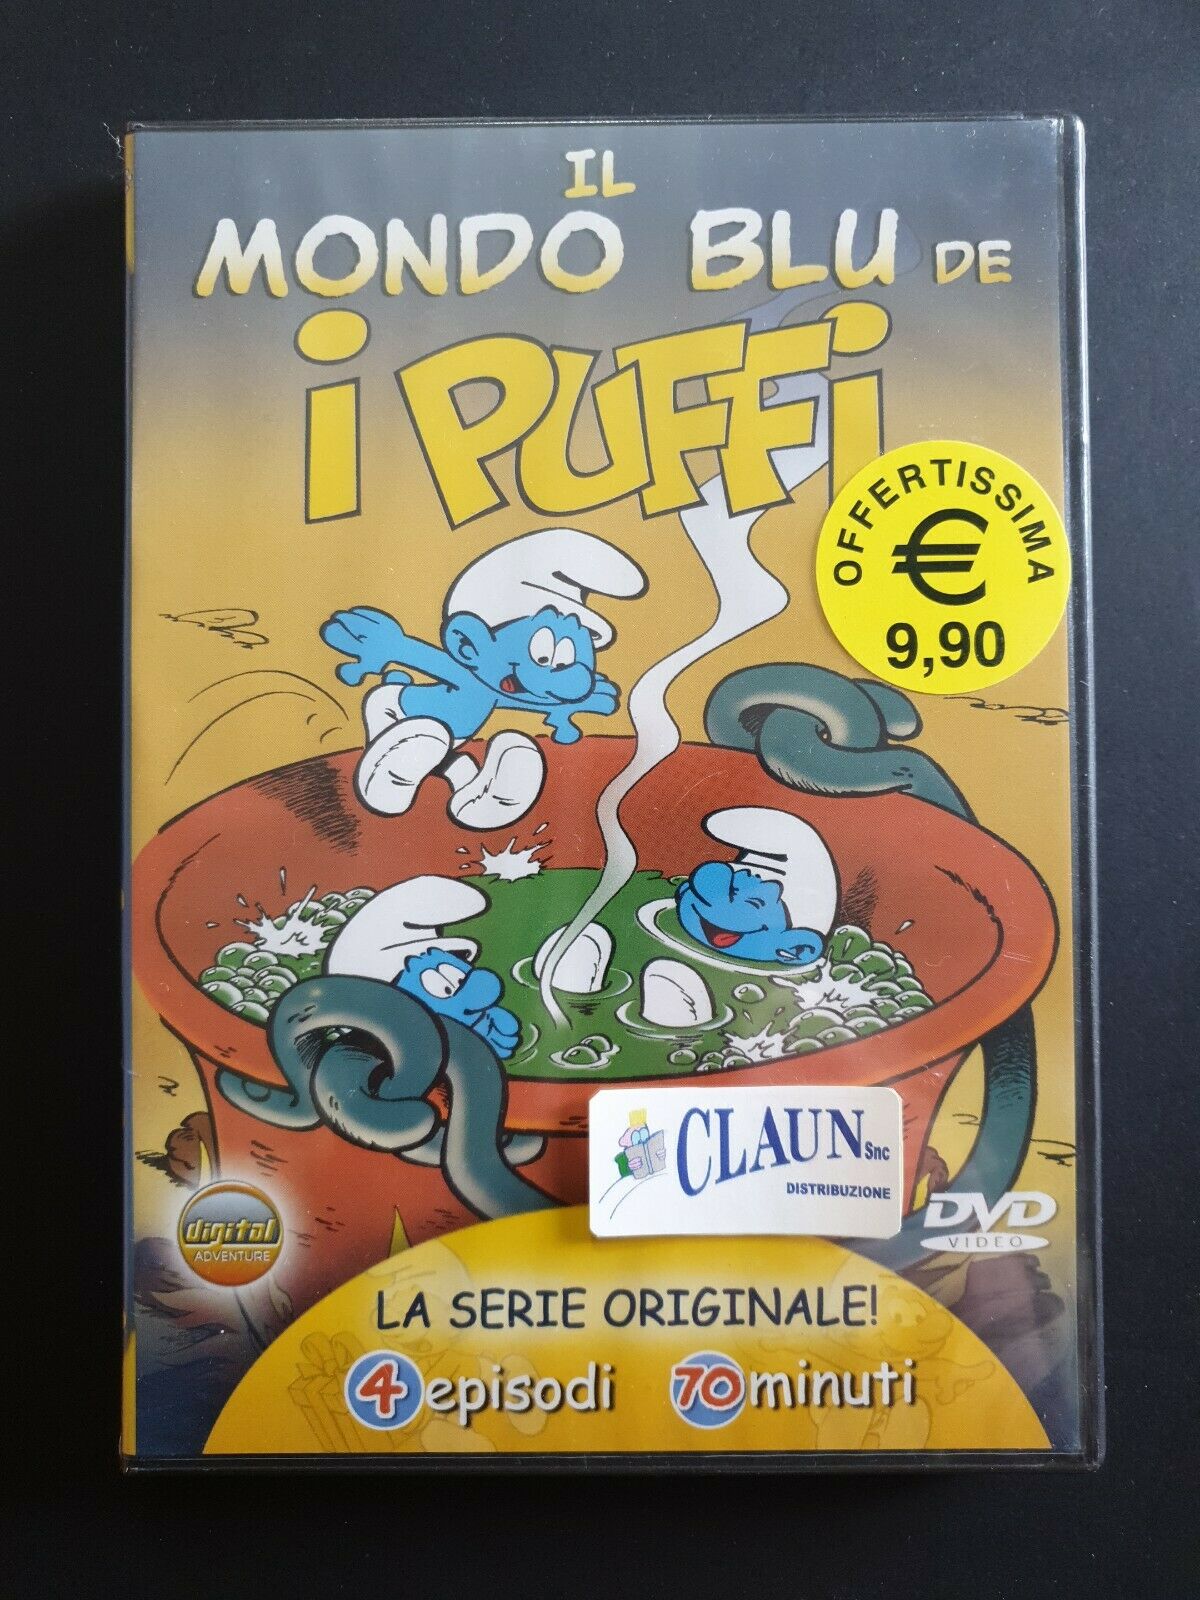 IL
MONDO BLU DE
i PUFFi
OFFERTISSIMA
€
9,90
CLAUN Snc
DISTRIBUZIONE
digital
ADVENTURE
DVD
VIDEO
LA SERIE ORIGINALE!
4 episodi 70 minuti